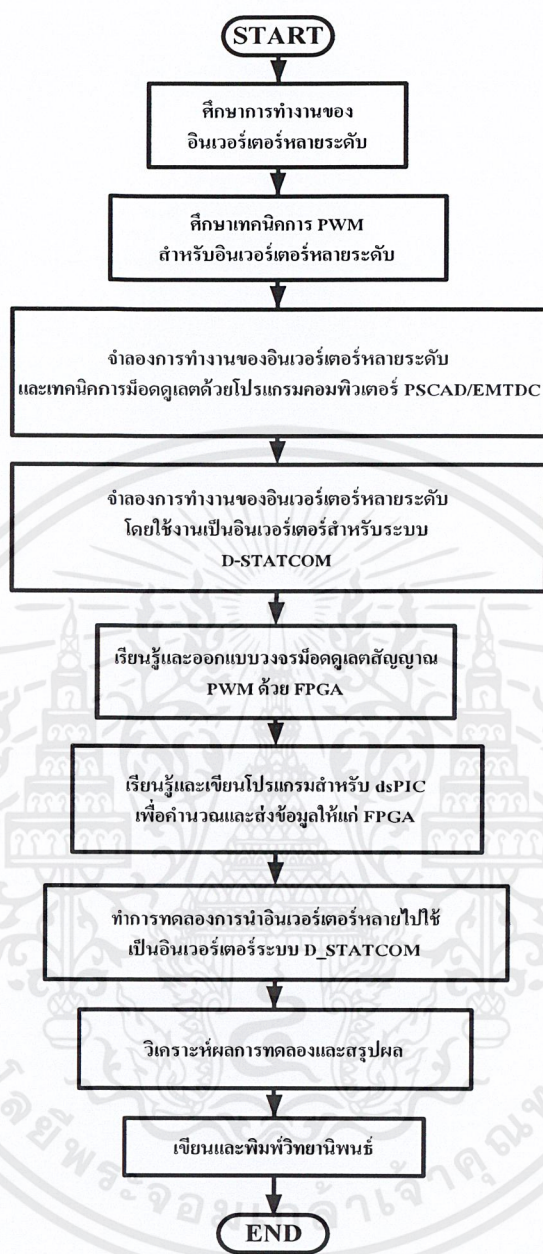 START
ศึกษาการทำงานของ
อินเวอร์เตอร์หลายระดับ
ศึกษาเทคนิคการ PWM
สำหรับอินเวอร์เตอร์หลายระดับ
จำลองการทำงานของอินเวอร์เตอร์หลายระดับ
และเทคนิคการม็อดดูเลตด้วยโปรแกรมคอมพิวเตอร์ PSCAD/EMTDC
จำลองการทำงานของอินเวอร์เตอร์หลายระดับ
โดยใช้งานเป็นอินเวอร์เตอร์สำหรับระบบ
D-STATCOM
เรียนรู้และออกแบบวงจรม็อดดูเลตสัญญาณ
PWM ด้วย FPGA
เรียนรู้และเขียนโปรแกรมสำหรับ dsPIC
เพื่อคำนวณและส่งข้อมูลให้แก่ FPGA
ทำการทดลองการนำอินเวอร์เตอร์หลายไปใช้
เป็นอินเวอร์เตอร์ระบบ D_STATCOM
วิเคราะห์ผลการทดลองและสรุปผล
เขียนและพิมพ์วิทยานิพนธ์
END
โลยีพระจอมเกล้าเจ้าคุณท